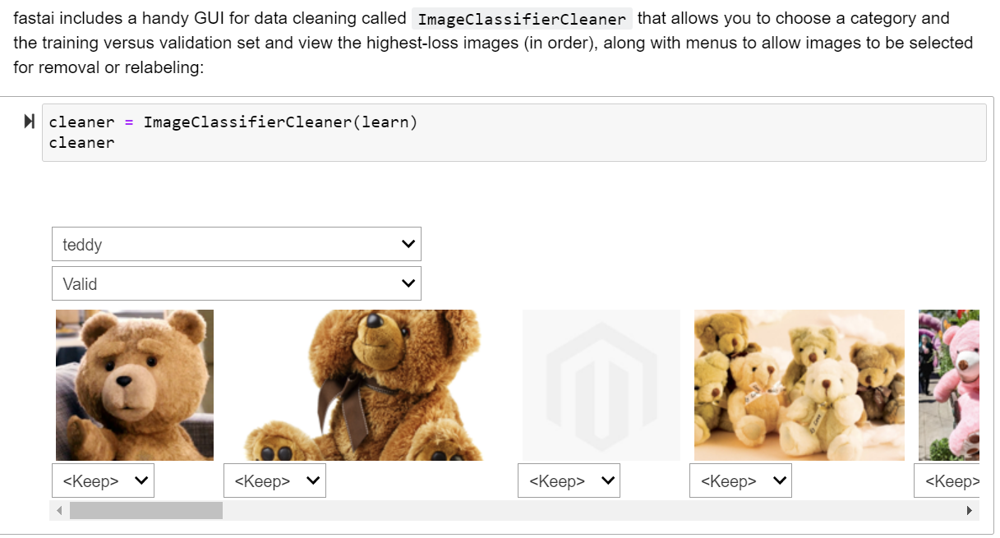 fastai includes a handy GUI for data cleaning called ImageClassifierCleaner that allows you to choose a category and
the training versus validation set and view the highest-loss images (in order), along with menus to allow images to be selected
for removal or relabeling:
cleaner = ImageClassifierCleaner(learn)
cleaner
teddy
Valid
<Keep> <Keep> <Keep> <Keep> <Keep>